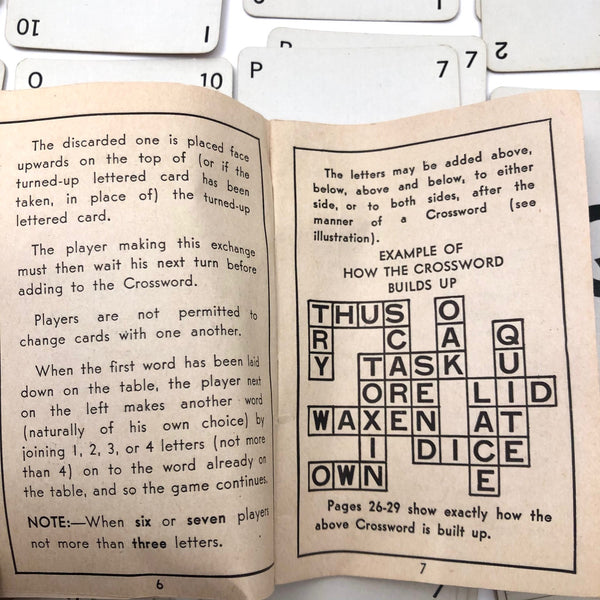 10 I
I
2
7
O 10
P 7
The discarded one is placed face
upwards on the top of (or if the
turned-up lettered card has been
taken, in place of) the turned-up
lettered card.
The player making this exchange
must then wait his next turn before
adding to the Crossword.
Players are not permitted to
change cards with one another.
When the first word has been laid
down on the table, the player next
on the left makes another word
(naturally of his own choice) by
joining 1, 2, 3, or 4 letters (not more
than 4) on to the word already on
the table, and so the game continues.
NOTE:—When six or seven players
not more than three letters.
6
The letters may be added above,
below, above and below, to either
side, or to both sides, after the
manner of a Crossword (see
illustration).
EXAMPLE OF
HOW THE CROSSWORD
BUILDS UP
THUS O
R C A Q
Y TASK U
ORE LID
WAXEN A T
I DICE
OWN E
Pages 26-29 show exactly how the
above Crossword is built up.
7